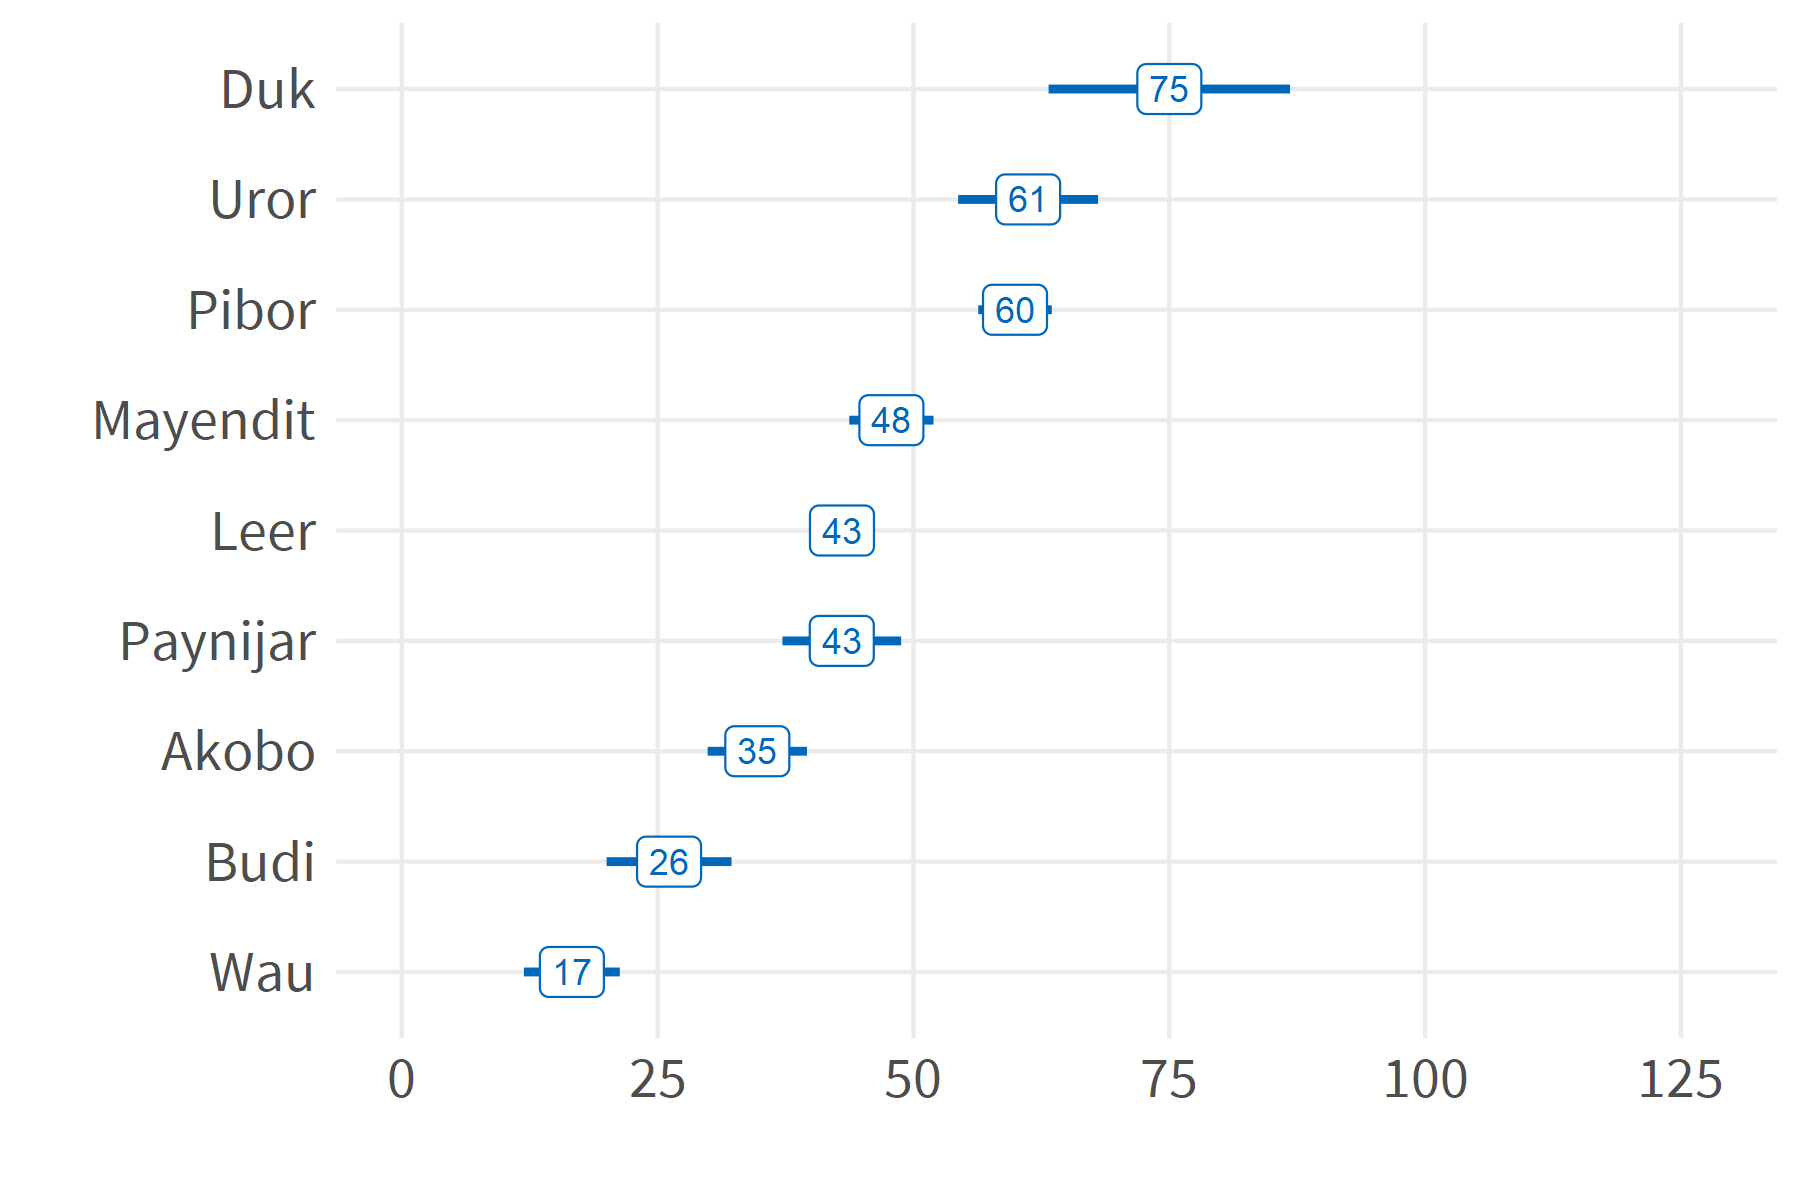 Duk 75
Uror 61
Pibor 60
Mayendit 48
Leer 43
Paynijar 43
Akobo 35
Budi 26
Wau 17
0 25 50 75 100 125